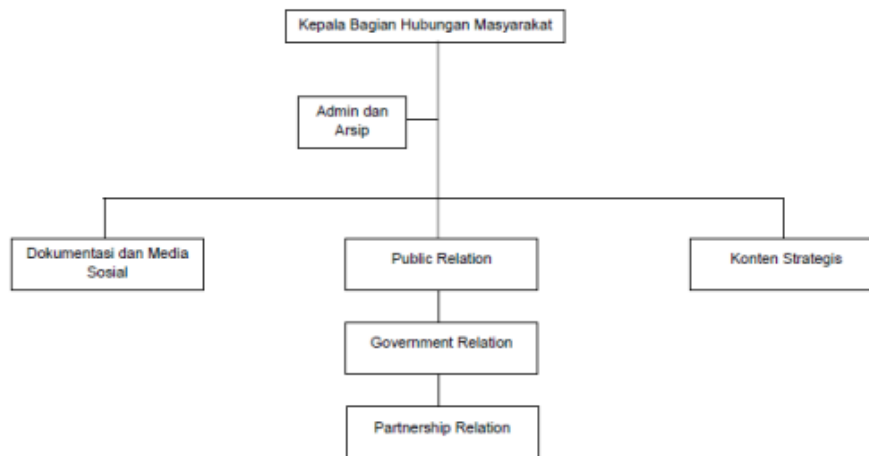 Kepala Bagian Hubungan Masyarakat
Admin dan
Arsip
Dokumentasi dan Media
Sosial
Public Relation
Konten Strategis
Government Relation
Partnership Relation